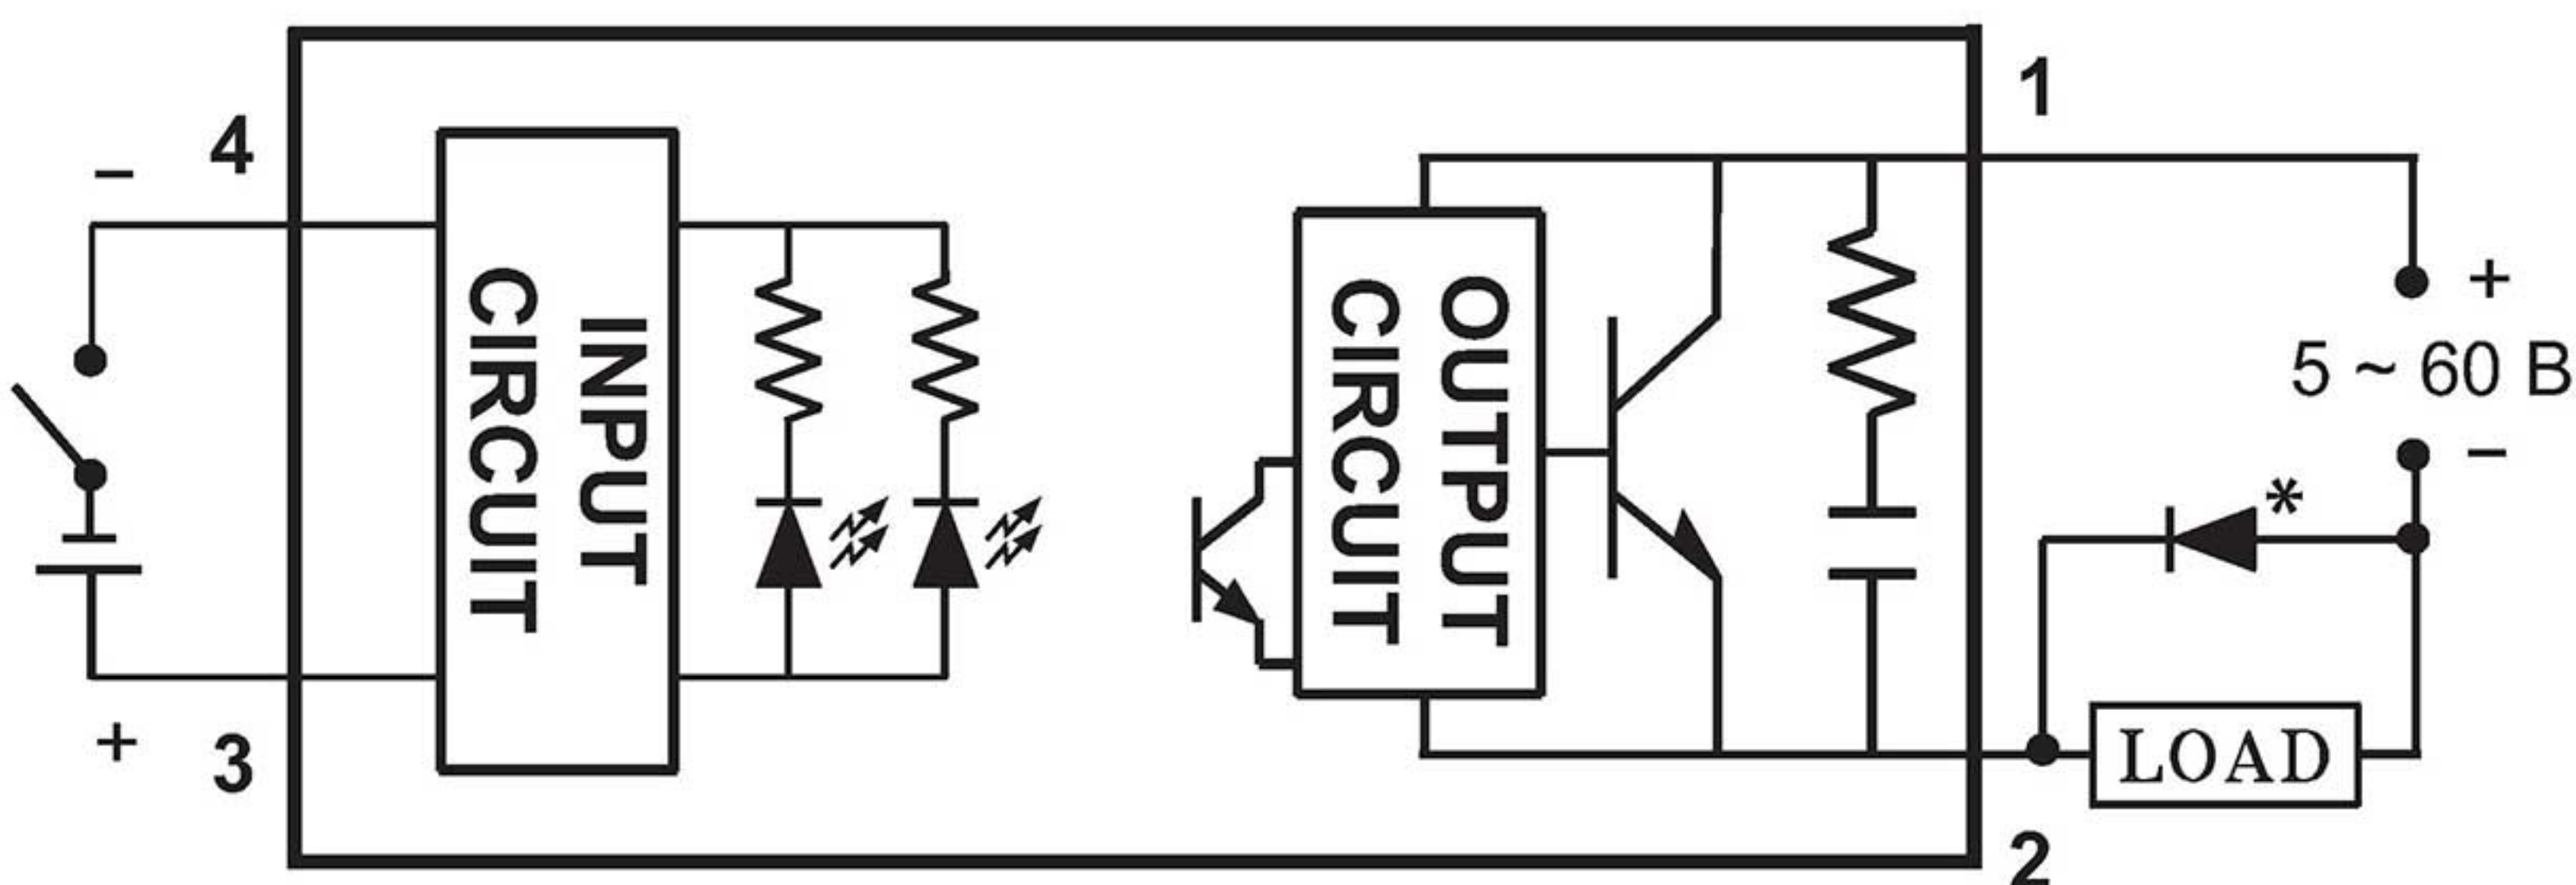 4
−
INPUT
CIRCUIT
+
3
OUTPUT
CIRCUIT
1
+
5 ~ 60 В
−
*
LOAD
2